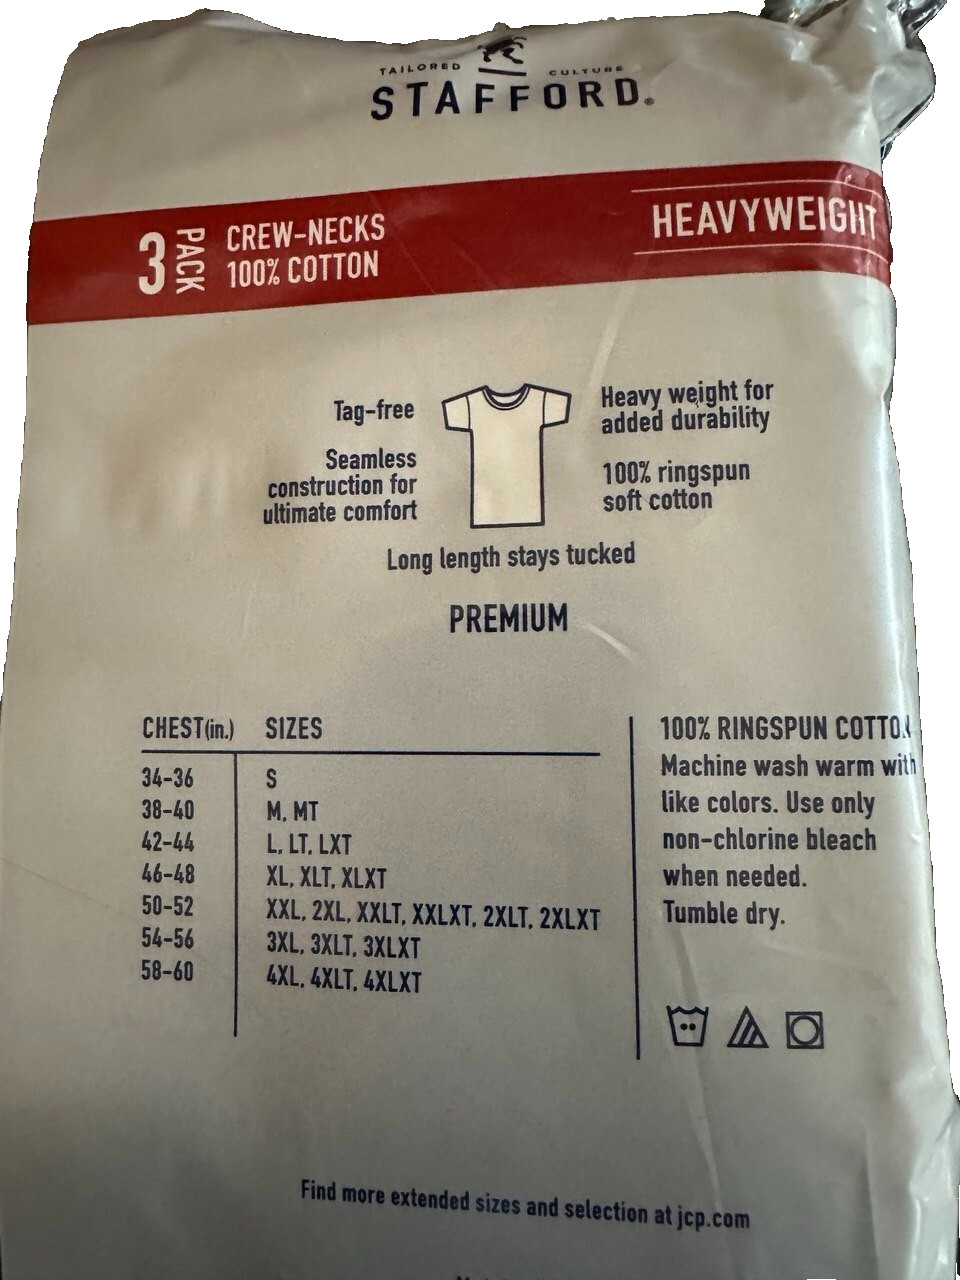 TAILORED CULTURE
STAFFORD®
3 PACK
CREW-NECKS
100% COTTON
HEAVYWEIGHT
Tag-free
Seamless
construction for
ultimate comfort
Heavy weight for
added durability
100% ringspun
soft cotton
Long length stays tucked
PREMIUM
CHEST(in.) SIZES
34-36 S
38-40 M, MT
42-44 L, LT, LXT
46-48 XL, XLT, XLXT
50-52 XXL, 2XL, XXLT, XXLXT, 2XLT, 2XLXT
54-56 3XL, 3XLT, 3XLXT
58-60 4XL, 4XLT, 4XLXT
100% RINGSPUN COTTON
Machine wash warm with
like colors. Use only
non-chlorine bleach
when needed.
Tumble dry.
Find more extended sizes and selection at jcp.com